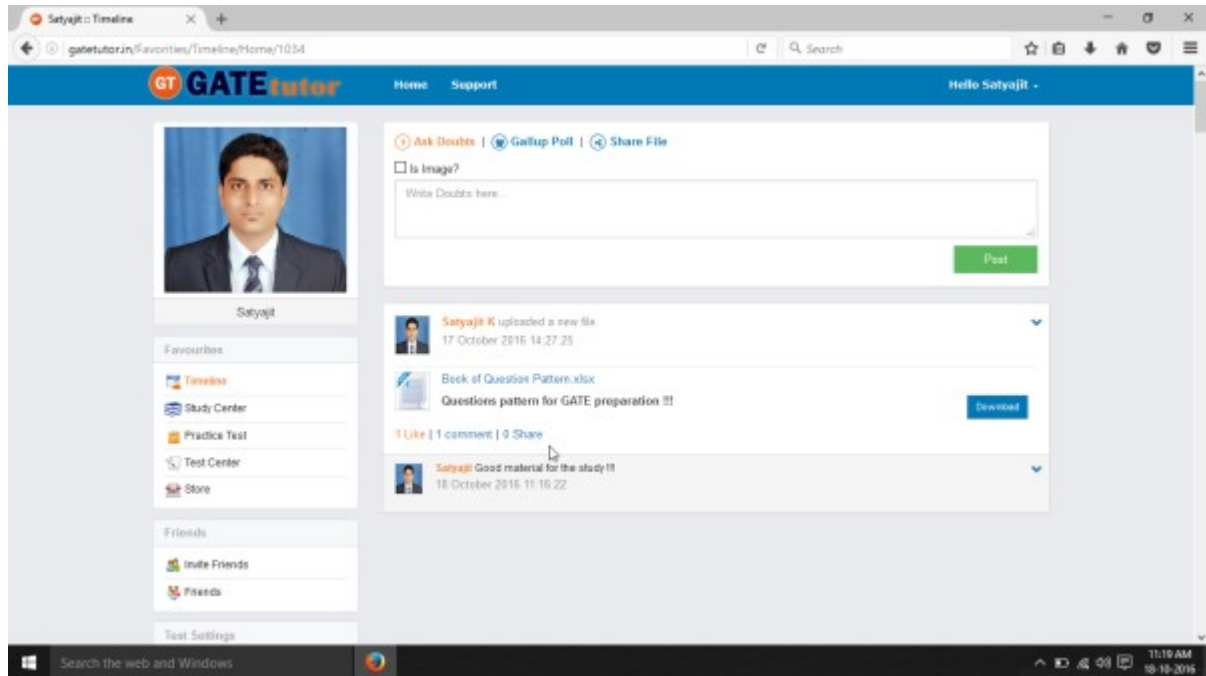 Satyajit :: Timeline
gatetutor.in/Favorities/Timeline/Home/1034
Search
GT GATEtutor
Home Support
Hello Satyajit
Ask Doubts | Gallup Poll | Share File
Is Image?
Write Doubts here...
Post
Satyajit
Satyajit K uploaded a new file
17 October 2016 14:27:25
Book of Question Pattern.xlsx
Questions pattern for GATE preparation !!!
Download
1 Like | 1 comment | 0 Share
Satyajit Good material for the study !!!
18 October 2016 11:16:22
Favourites
Timeline
Study Center
Practice Test
Test Center
Store
Friends
Invite Friends
Friends
Test Settings
Search the web and Windows
11:19 AM
18-10-2016